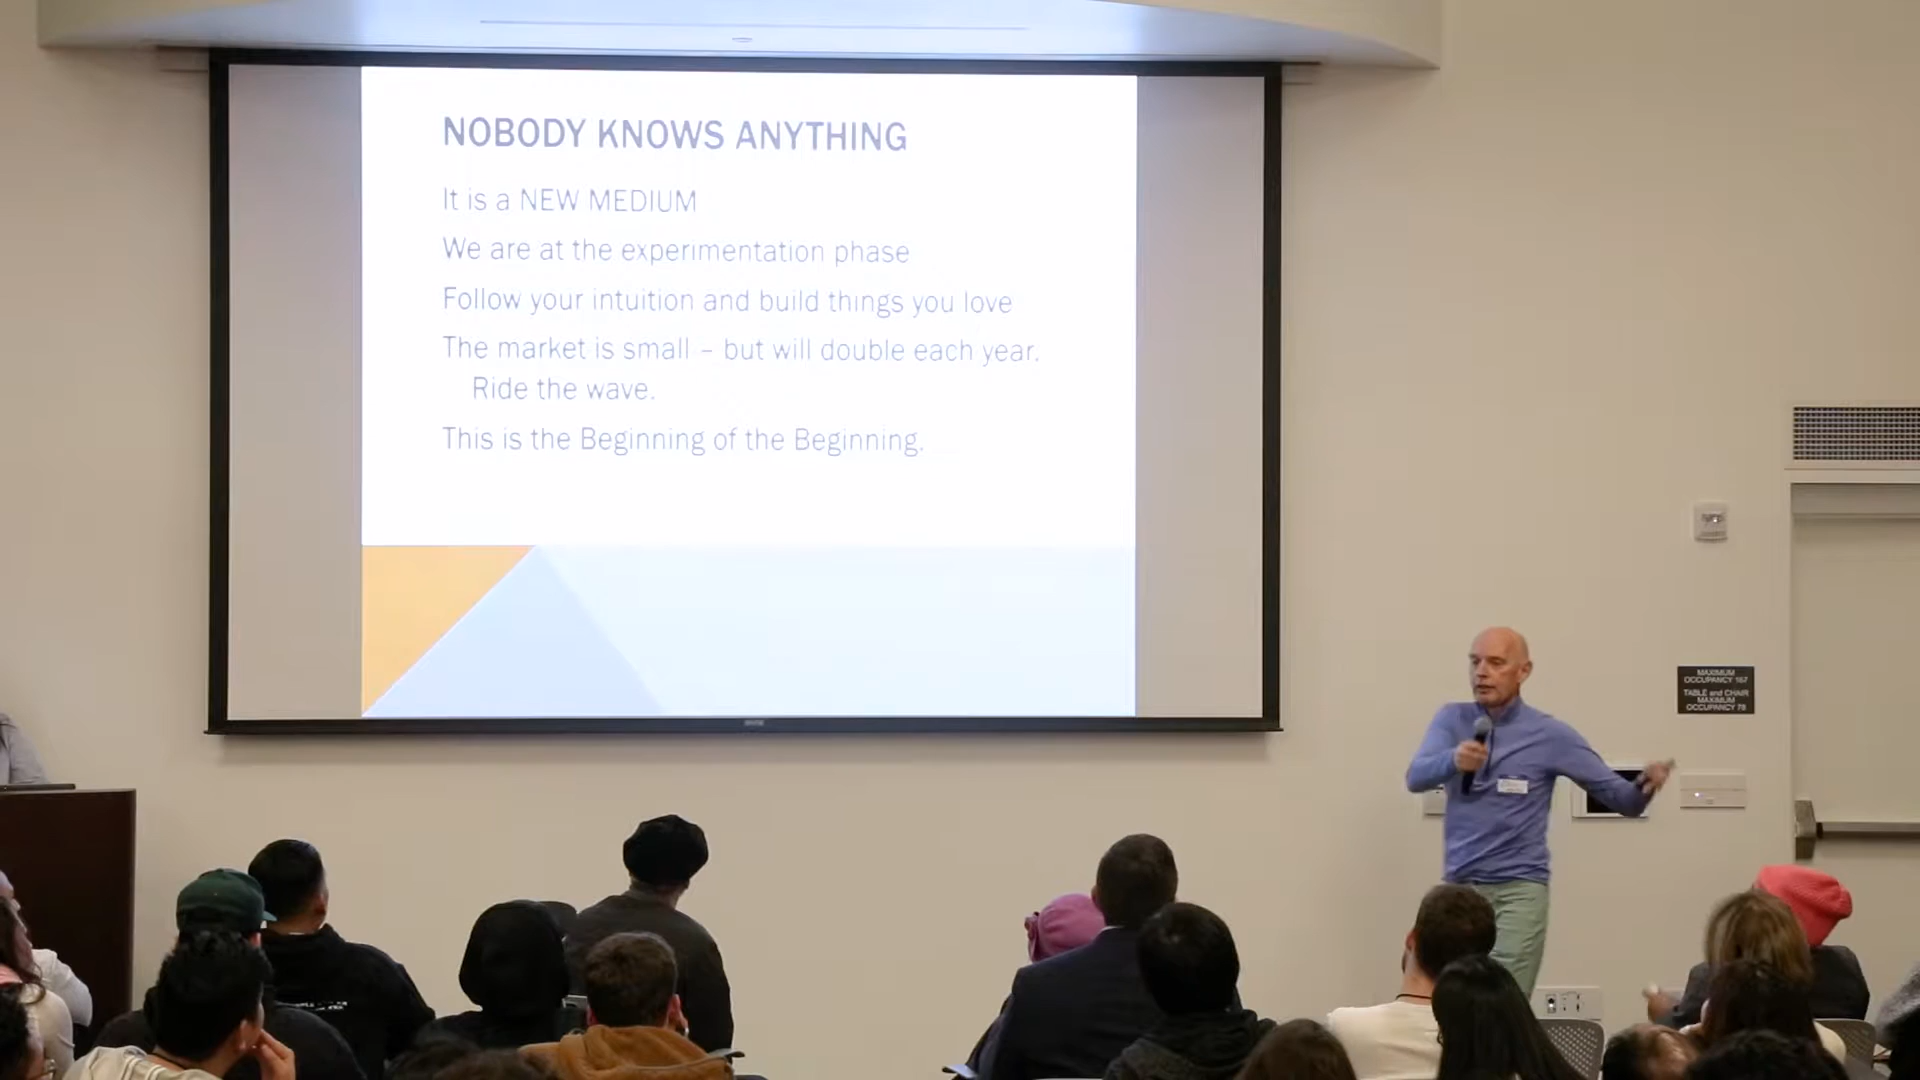 NOBODY KNOWS ANYTHING
It is a NEW MEDIUM
We are at the experimentation phase
Follow your intuition and build things you love
The market is small – but will double each year.
Ride the wave.
This is the Beginning of the Beginning.
MAXIMUM
OCCUPANCY 167
TABLE and CHAIR
MAXIMUM
OCCUPANCY 78